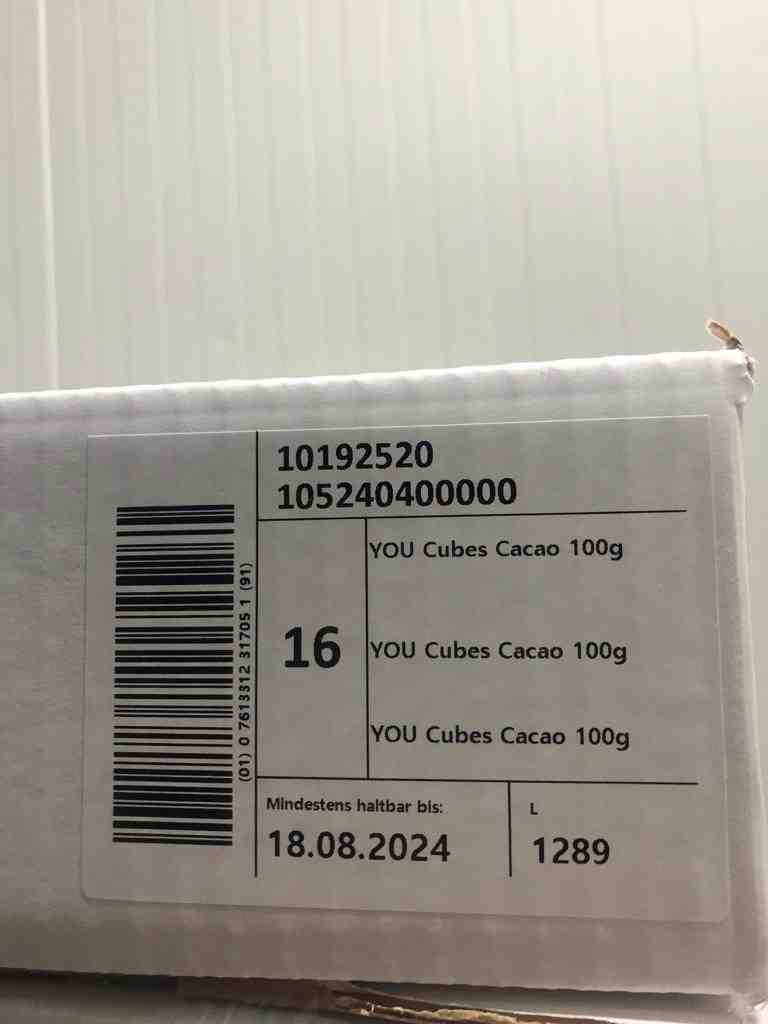 10192520
105240400000
(01) 0 7613312 31705 1 (91)
16
YOU Cubes Cacao 100g
YOU Cubes Cacao 100g
YOU Cubes Cacao 100g
Mindestens haltbar bis:
18.08.2024
L
1289